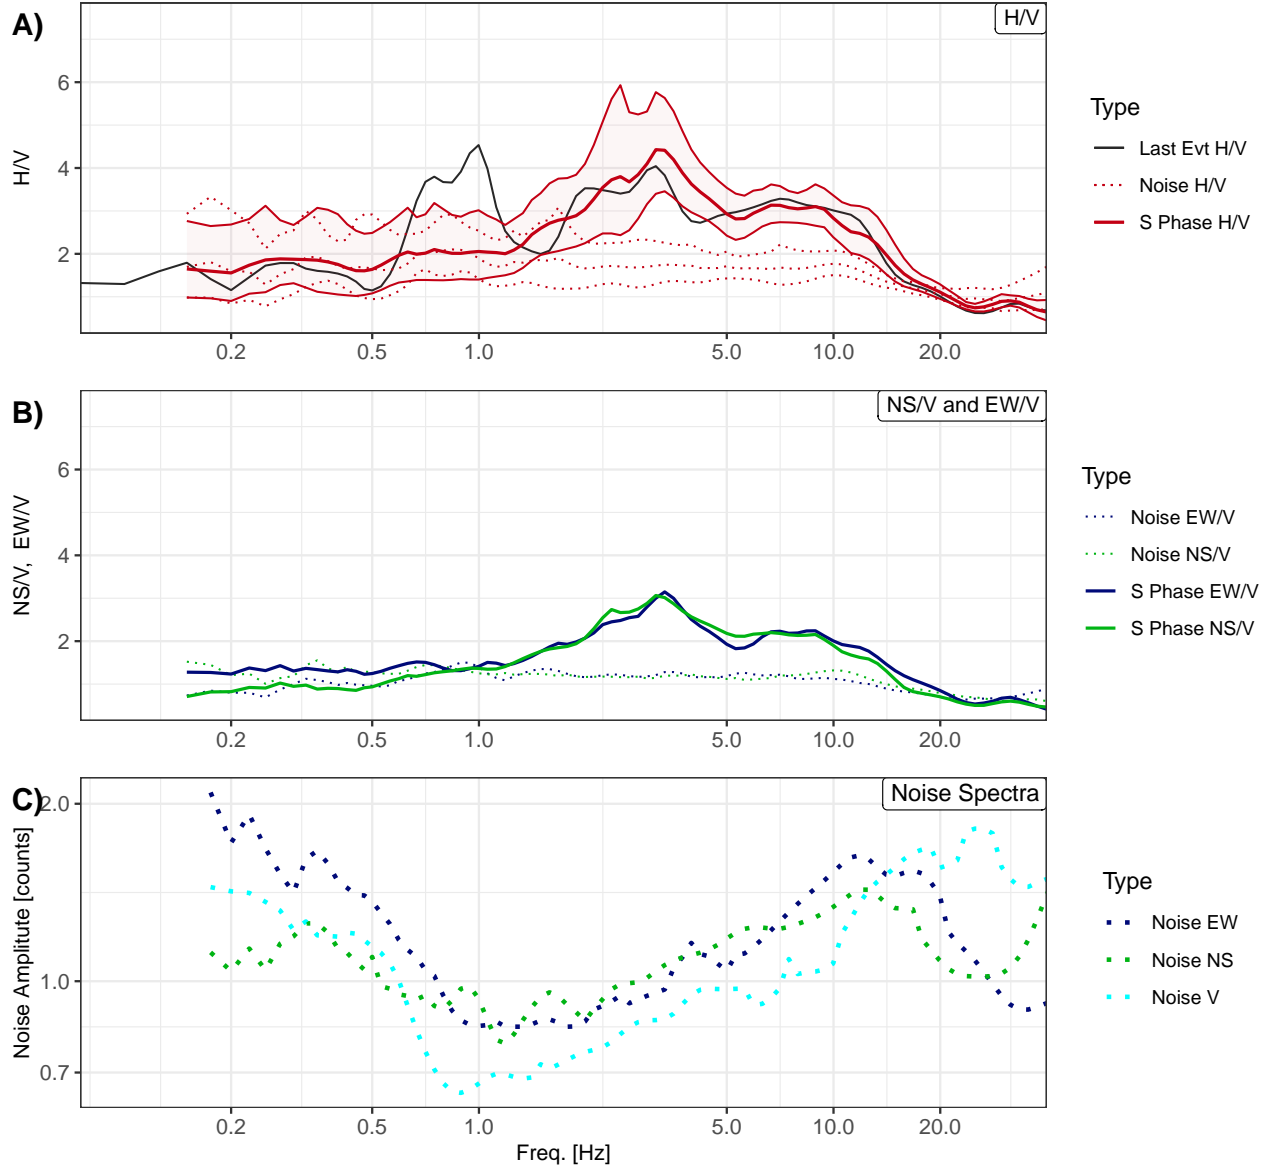 A)
H/V
6
4
2
H/V
0.2 0.5 1.0 5.0 10.0 20.0
Type
Last Evt H/V
Noise H/V
S Phase H/V
B)
NS/V and EW/V
6
4
2
NS/V, EW/V
0.2 0.5 1.0 5.0 10.0 20.0
Type
Noise EW/V
Noise NS/V
S Phase EW/V
S Phase NS/V
C)
Noise Spectra
2.0
1.0
0.7
Noise Amplitute [counts]
0.2 0.5 1.0 5.0 10.0 20.0
Freq. [Hz]
Type
Noise EW
Noise NS
Noise V